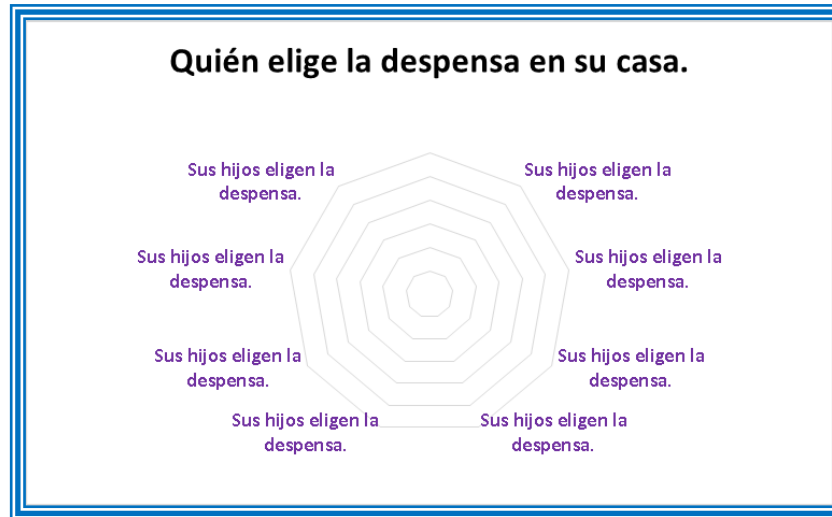 Quién elige la despensa en su casa.
Sus hijos eligen la
despensa.
Sus hijos eligen la
despensa.
Sus hijos eligen la
despensa.
Sus hijos eligen la
despensa.
Sus hijos eligen la
despensa.
Sus hijos eligen la
despensa.
Sus hijos eligen la
despensa.
Sus hijos eligen la
despensa.